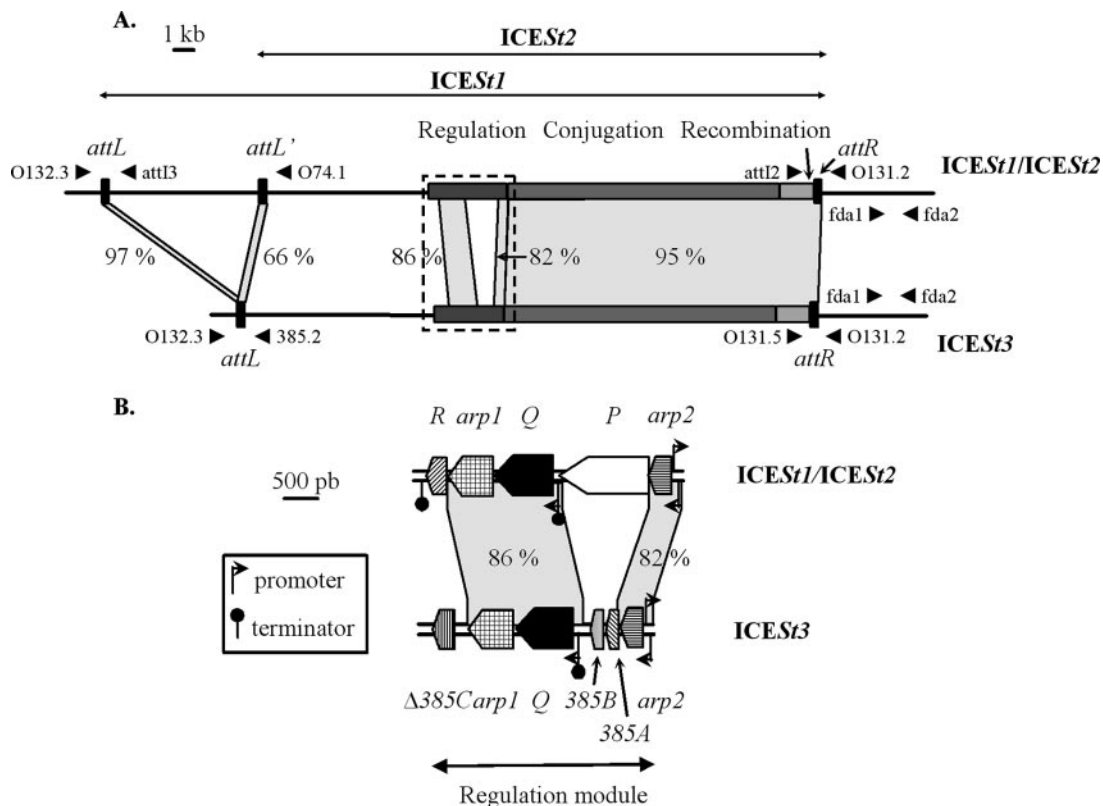 A.
1 kb
ICESt2
ICESt1
Regulation Conjugation Recombination
attL attL' attR
O132.3 attI3 O74.1 attI2 O131.2 ICESt1/ICESt2
fda1 fda2
97 % 66 % 86 % 82 % 95 %
fda1 fda2
O132.3 385.2 O131.5 O131.2 ICESt3
attL attR
B.
R arp1 Q P arp2
500 pb
ICESt1/ICESt2
86 % 82 %
promoter
terminator
ICESt3
Δ385C arp1 Q 385B arp2
385A
Regulation module